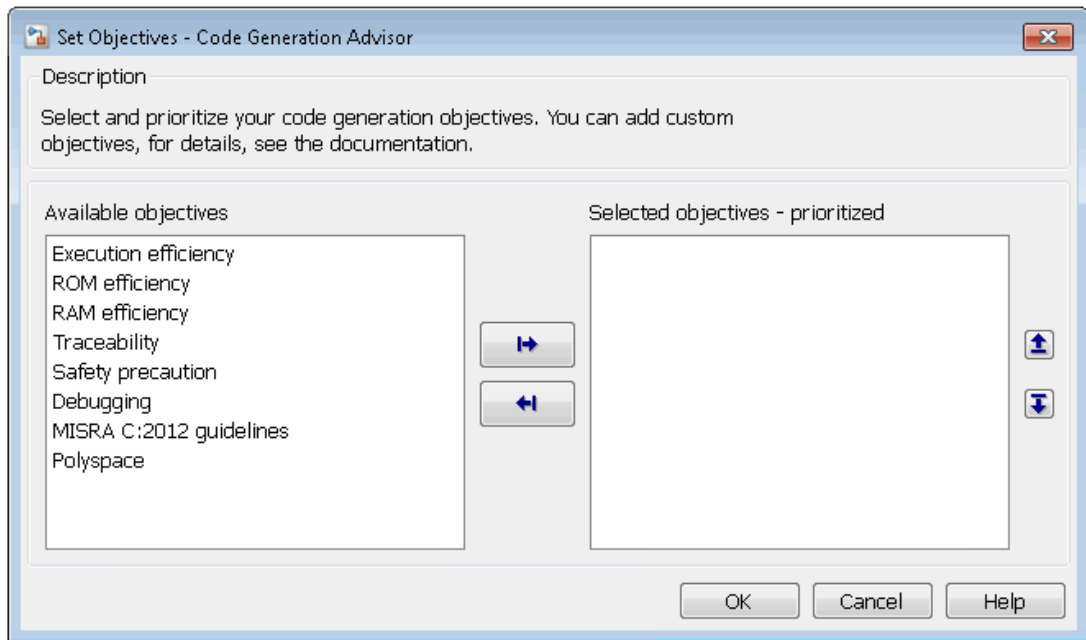 Set Objectives - Code Generation Advisor
Description
Select and prioritize your code generation objectives. You can add custom
objectives, for details, see the documentation.
Available objectives
Selected objectives - prioritized
Execution efficiency
ROM efficiency
RAM efficiency
Traceability
Safety precaution
Debugging
MISRA C:2012 guidelines
Polyspace
OK
Cancel
Help